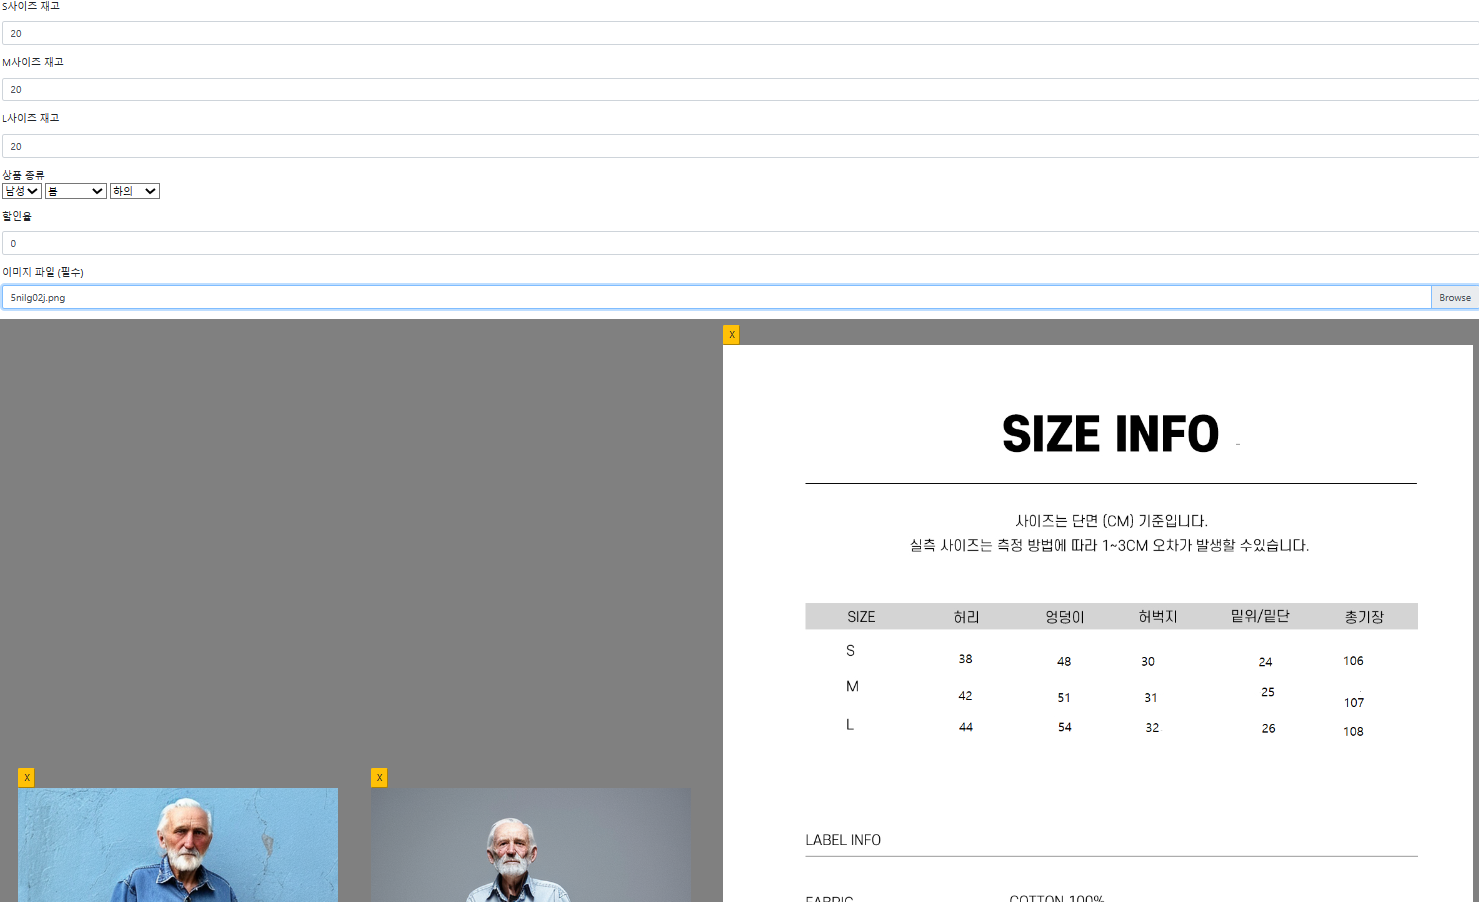 S사이즈 재고
20
M사이즈 재고
20
L사이즈 재고
20
상품 종류
남성 봄 하의
할인율
0
이미지 파일 (필수)
5nilg02j.png Browse
X
SIZE INFO
사이즈는 단면 (CM) 기준입니다.
실측 사이즈는 측정 방법에 따라 1~3CM 오차가 발생할 수있습니다.
SIZE 허리 엉덩이 허벅지 밑위/밑단 총기장
S 38 48 30 24 106
M 42 51 31 25 107
L 44 54 32 26 108
X X
LABEL INFO
FABRIC COTTON 100%